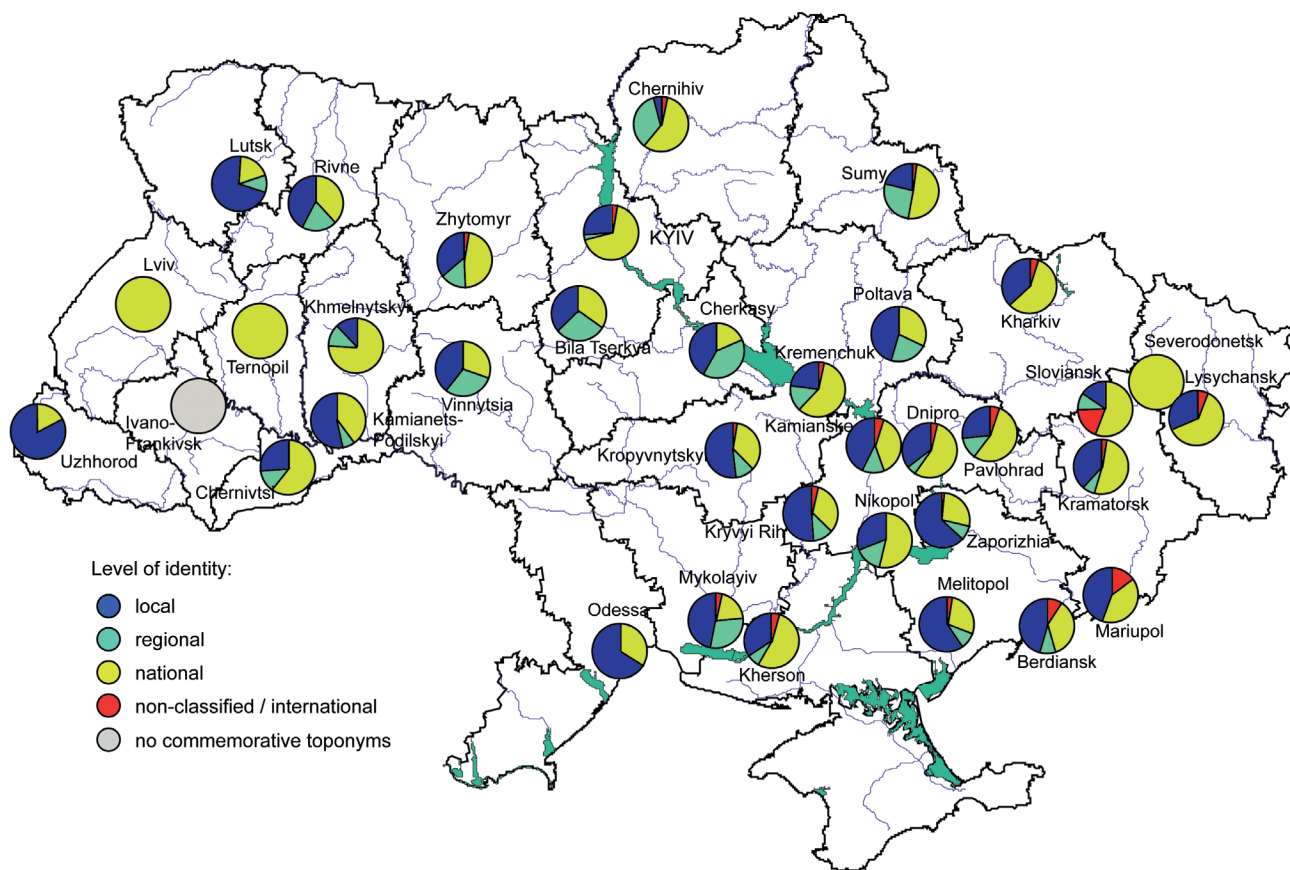 Chernihiv
Lutsk
Rivne
Sumy
Zhytomyr
KYIV
Lviv
Khmelnytskyi
Ternopil
Bila Tserkva
Cherkasy
Poltava
Kharkiv
Kremenchuk
Severodonetsk
Sloviansk
Lysychansk
Ivano-
Frankivsk
Uzhhorod
Vinnytsia
Kamianets-
Podilskyi
Chernivtsi
Kamianske
Dnipro
Pavlohrad
Kropyvnytsky
Kramatorsk
Kryvyi Rih
Nikopol
Zaporizhia
Mykolayiv
Melitopol
Odessa
Kherson
Berdiansk
Mariupol
Level of identity:
local
regional
national
non-classified / international
no commemorative toponyms